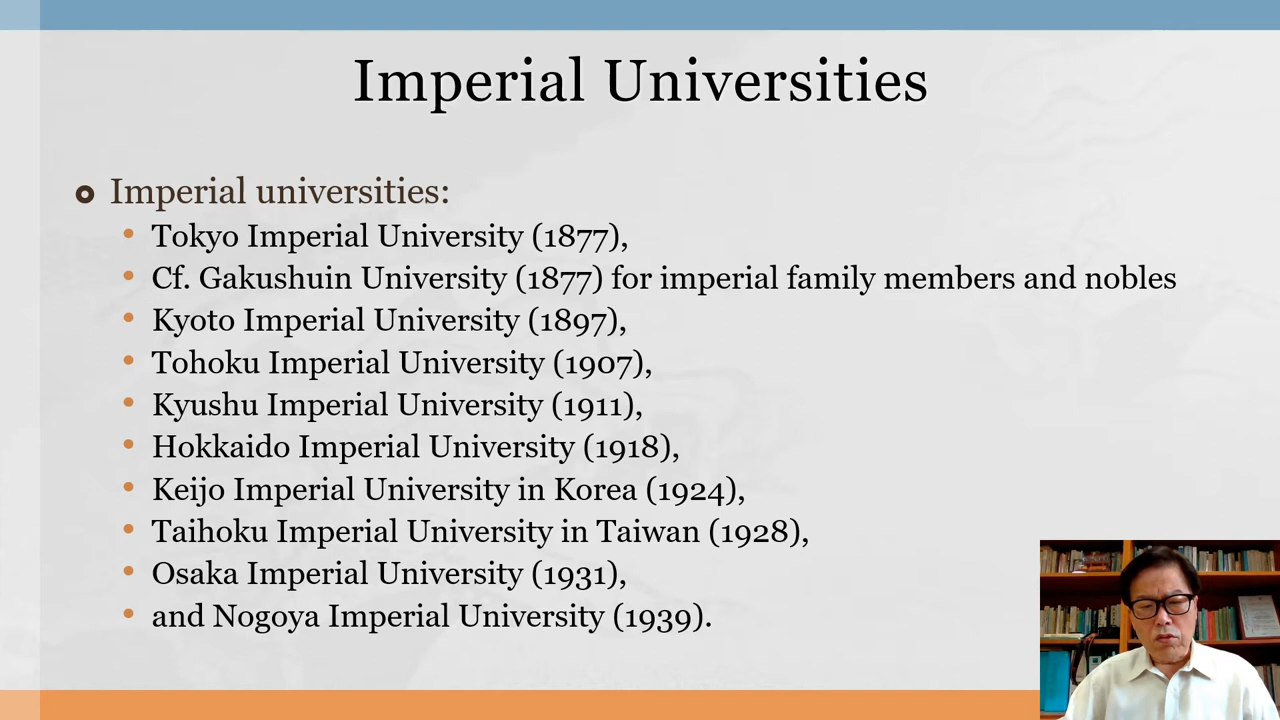 Imperial Universities
Imperial universities:
Tokyo Imperial University (1877),
Cf. Gakushuin University (1877) for imperial family members and nobles
Kyoto Imperial University (1897),
Tohoku Imperial University (1907),
Kyushu Imperial University (1911),
Hokkaido Imperial University (1918),
Keijo Imperial University in Korea (1924),
Taihoku Imperial University in Taiwan (1928),
Osaka Imperial University (1931),
and Nogoya Imperial University (1939).